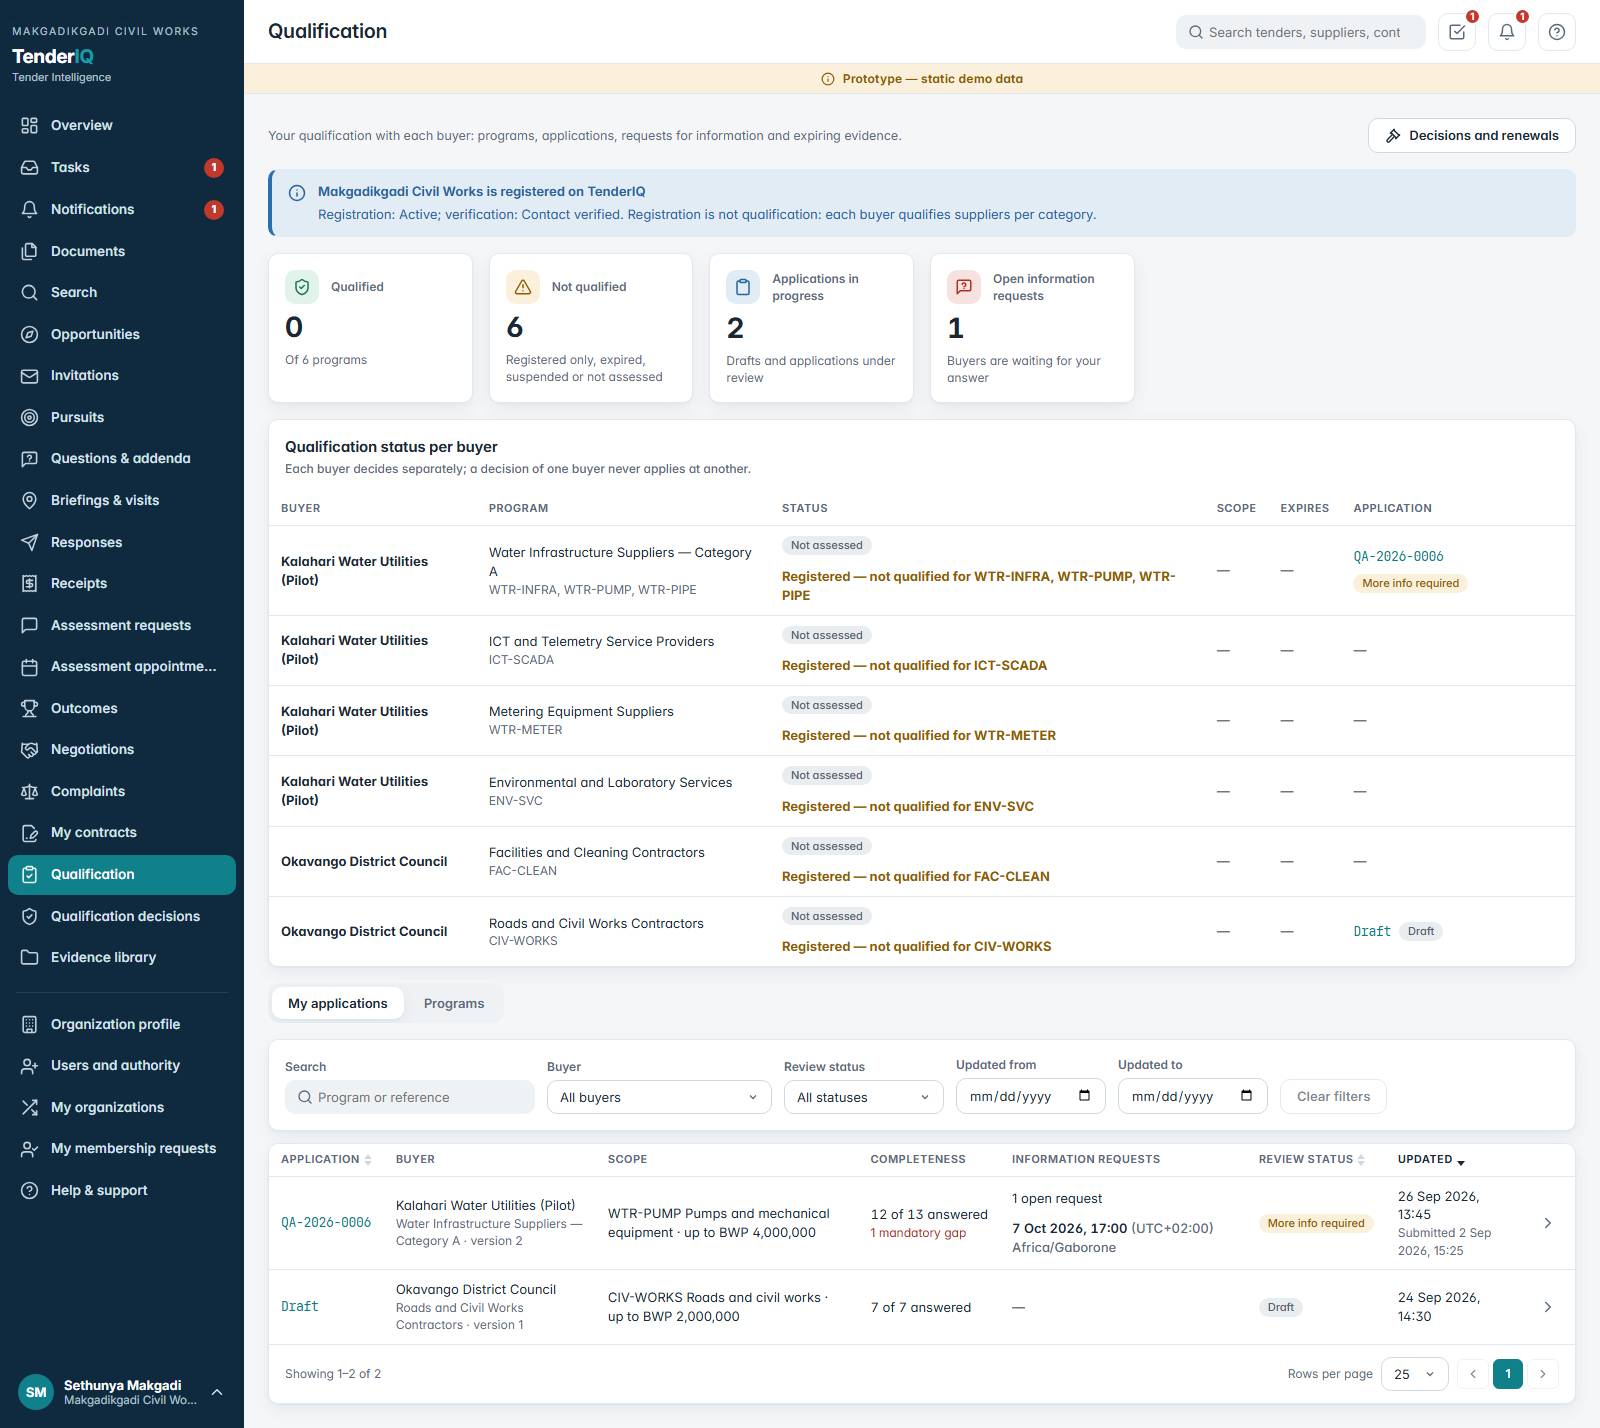 MAKGADIKGADI CIVIL WORKS
TenderIQ
Tender Intelligence
Overview
Tasks 1
Notifications 1
Documents
Search
Opportunities
Invitations
Pursuits
Questions & addenda
Briefings & visits
Responses
Receipts
Assessment requests
Assessment appointme...
Outcomes
Negotiations
Complaints
My contracts
Qualification
Qualification decisions
Evidence library
Organization profile
Users and authority
My organizations
My membership requests
Help & support
SM
Sethunya Makgadi
Makgadikgadi Civil Wo...
Qualification
Search tenders, suppliers, cont
1
1
Prototype — static demo data
Your qualification with each buyer: programs, applications, requests for information and expiring evidence.
Decisions and renewals
Makgadikgadi Civil Works is registered on TenderIQ
Registration: Active; verification: Contact verified. Registration is not qualification: each buyer qualifies suppliers per category.
Qualified
0
Of 6 programs
Not qualified
6
Registered only, expired,
suspended or not assessed
Applications in
progress
2
Drafts and applications under
review
Open information
requests
1
Buyers are waiting for your
answer
Qualification status per buyer
Each buyer decides separately; a decision of one buyer never applies at another.
BUYER PROGRAM STATUS SCOPE EXPIRES APPLICATION
Kalahari Water Utilities
(Pilot)
Water Infrastructure Suppliers — Category
A
WTR-INFRA, WTR-PUMP, WTR-PIPE
Not assessed
Registered — not qualified for WTR-INFRA, WTR-PUMP, WTR-
PIPE
— —
QA-2026-0006
More info required
Kalahari Water Utilities
(Pilot)
ICT and Telemetry Service Providers
ICT-SCADA
Not assessed
Registered — not qualified for ICT-SCADA
— — —
Kalahari Water Utilities
(Pilot)
Metering Equipment Suppliers
WTR-METER
Not assessed
Registered — not qualified for WTR-METER
— — —
Kalahari Water Utilities
(Pilot)
Environmental and Laboratory Services
ENV-SVC
Not assessed
Registered — not qualified for ENV-SVC
— — —
Okavango District Council
Facilities and Cleaning Contractors
FAC-CLEAN
Not assessed
Registered — not qualified for FAC-CLEAN
— — —
Okavango District Council
Roads and Civil Works Contractors
CIV-WORKS
Not assessed
Registered — not qualified for CIV-WORKS
— —
Draft Draft
My applications Programs
Search
Program or reference
Buyer
All buyers
Review status
All statuses
Updated from
mm/dd/yyyy
Updated to
mm/dd/yyyy
Clear filters
APPLICATION BUYER SCOPE COMPLETENESS INFORMATION REQUESTS REVIEW STATUS UPDATED
QA-2026-0006
Kalahari Water Utilities (Pilot)
Water Infrastructure Suppliers —
Category A · version 2
WTR-PUMP Pumps and mechanical
equipment · up to BWP 4,000,000
12 of 13 answered
1 mandatory gap
1 open request
7 Oct 2026, 17:00 (UTC+02:00)
Africa/Gaborone
More info required
26 Sep 2026,
13:45
Submitted 2 Sep
2026, 15:25
Draft
Okavango District Council
Roads and Civil Works
Contractors · version 1
CIV-WORKS Roads and civil works ·
up to BWP 2,000,000
7 of 7 answered
—
Draft
24 Sep 2026,
14:30
Showing 1–2 of 2
Rows per page 25
1